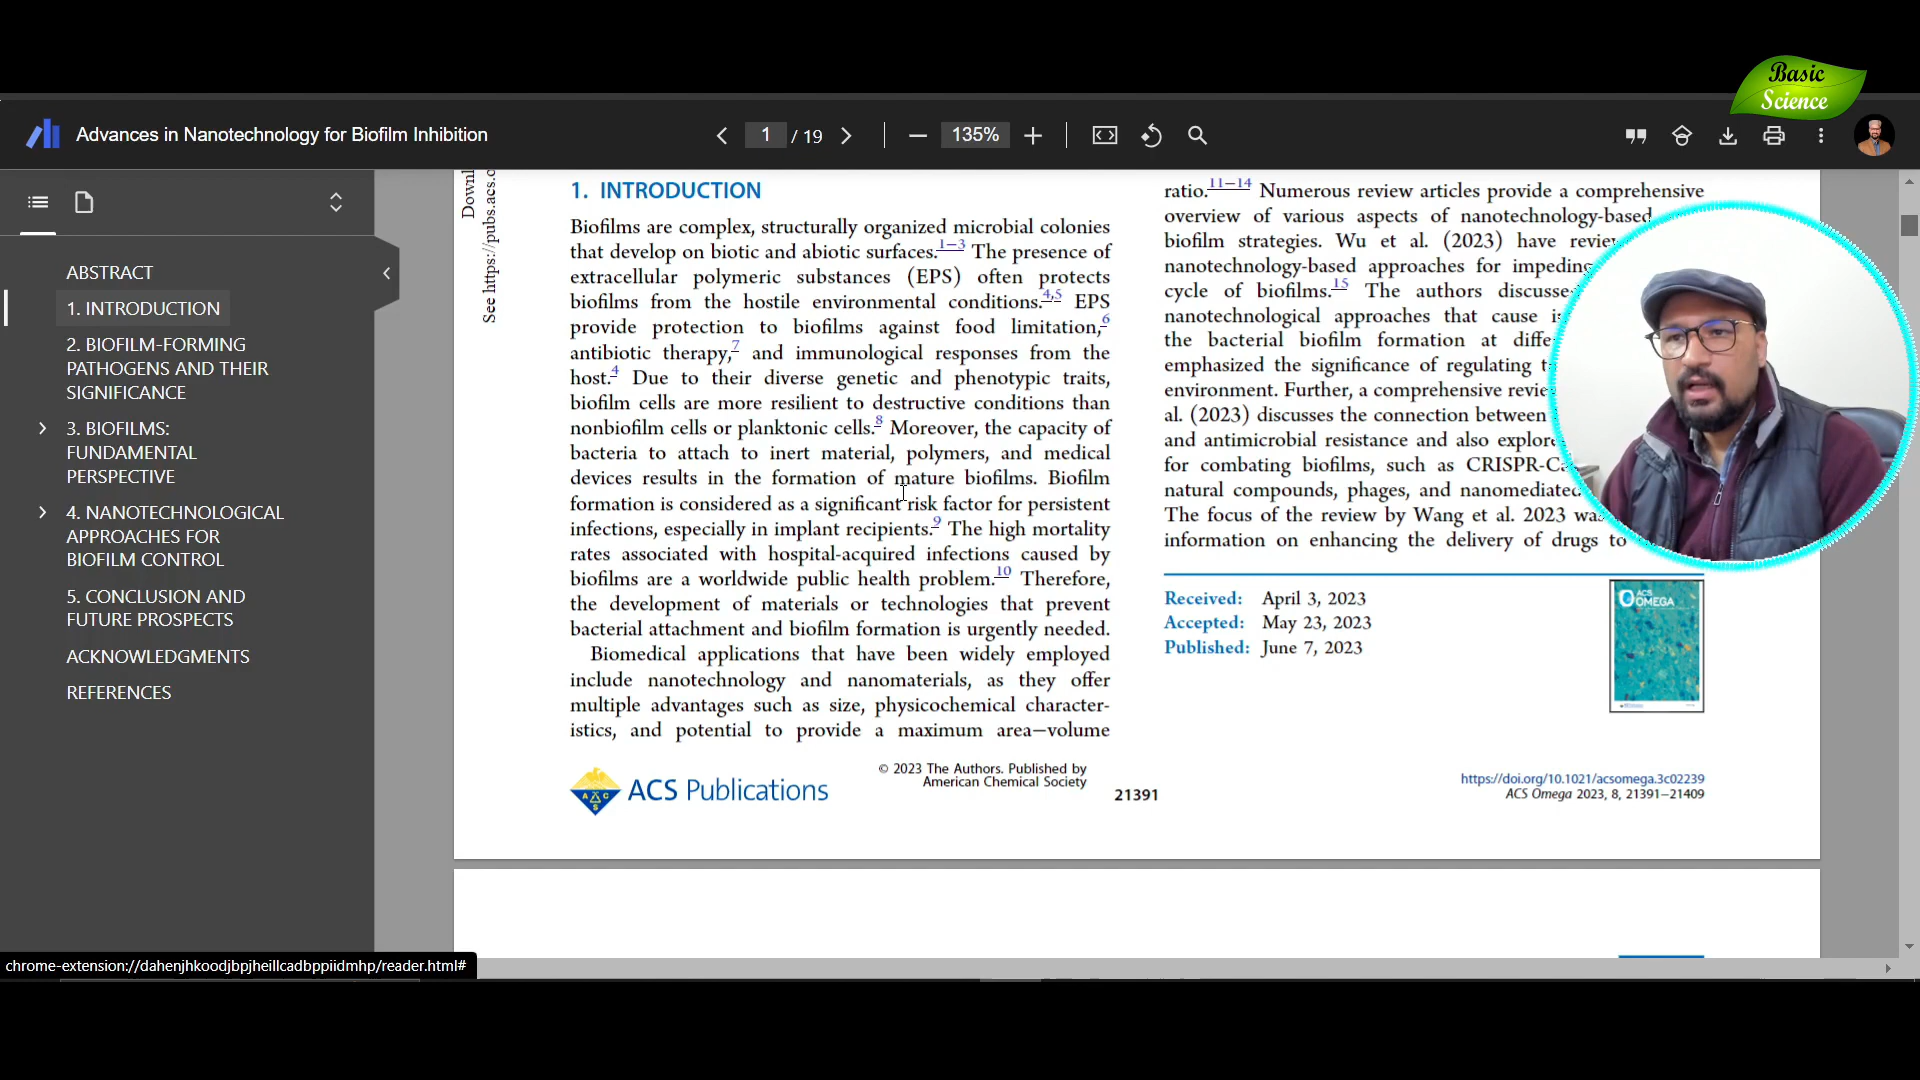 Basic
Science
Advances in Nanotechnology for Biofilm Inhibition
1 / 19
135%
ABSTRACT
1. INTRODUCTION
2. BIOFILM-FORMING
PATHOGENS AND THEIR
SIGNIFICANCE
3. BIOFILMS:
FUNDAMENTAL
PERSPECTIVE
4. NANOTECHNOLOGICAL
APPROACHES FOR
BIOFILM CONTROL
5. CONCLUSION AND
FUTURE PROSPECTS
ACKNOWLEDGMENTS
REFERENCES
Downl
See https://pubs.acs.o
1. INTRODUCTION
Biofilms are complex, structurally organized microbial colonies
that develop on biotic and abiotic surfaces.1−3 The presence of
extracellular polymeric substances (EPS) often protects
biofilms from the hostile environmental conditions.4,5 EPS
provide protection to biofilms against food limitation,6
antibiotic therapy,7 and immunological responses from the
host.4 Due to their diverse genetic and phenotypic traits,
biofilm cells are more resilient to destructive conditions than
nonbiofilm cells or planktonic cells.8 Moreover, the capacity of
bacteria to attach to inert material, polymers, and medical
devices results in the formation of mature biofilms. Biofilm
formation is considered as a significant risk factor for persistent
infections, especially in implant recipients.9 The high mortality
rates associated with hospital-acquired infections caused by
biofilms are a worldwide public health problem.10 Therefore,
the development of materials or technologies that prevent
bacterial attachment and biofilm formation is urgently needed.
Biomedical applications that have been widely employed
include nanotechnology and nanomaterials, as they offer
multiple advantages such as size, physicochemical character-
istics, and potential to provide a maximum area−volume
ratio.11−14 Numerous review articles provide a comprehensive
overview of various aspects of nanotechnology-based
biofilm strategies. Wu et al. (2023) have
nanotechnology-based approaches for
cycle of biofilms.15 The authors
nanotechnological approaches that cause
the bacterial biofilm formation at
emphasized the significance of regulating
environment. Further, a comprehensive
al. (2023) discusses the connection between
and antimicrobial resistance and also
for combating biofilms, such as
natural compounds, phages, and
The focus of the review by Wang et al. 2023
information on enhancing the delivery of drugs to
Received: April 3, 2023
Accepted: May 23, 2023
Published: June 7, 2023
ACS
OMEGA
ACS Publications
© 2023 The Authors. Published by
American Chemical Society
21391
https://doi.org/10.1021/acsomega.3c02239
ACS Omega 2023, 8, 21391−21409
chrome-extension://dahenjhkoodjbpjheillcadbppiidmhp/reader.html#